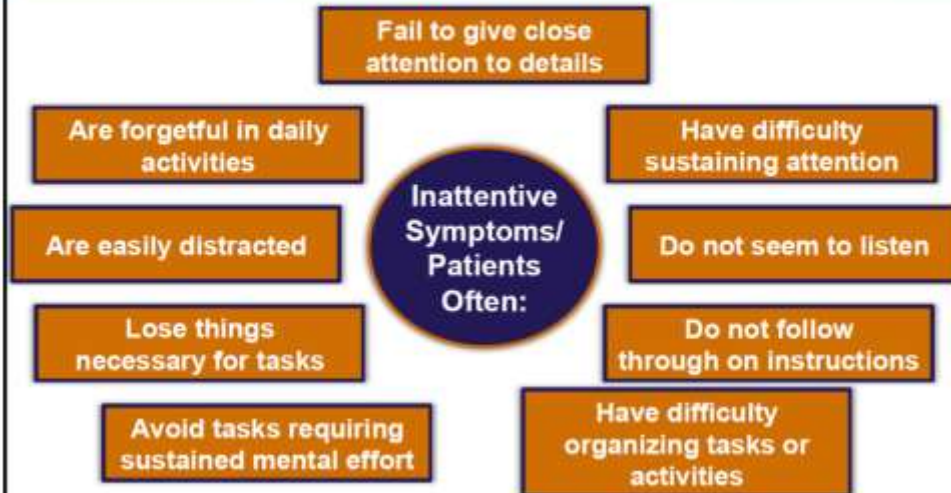 Fail to give close
attention to details
Are forgetful in daily
activities
Have difficulty
sustaining attention
Inattentive
Symptoms/
Patients
Often:
Are easily distracted
Do not seem to listen
Lose things
necessary for tasks
Do not follow
through on instructions
Avoid tasks requiring
sustained mental effort
Have difficulty
organizing tasks or
activities